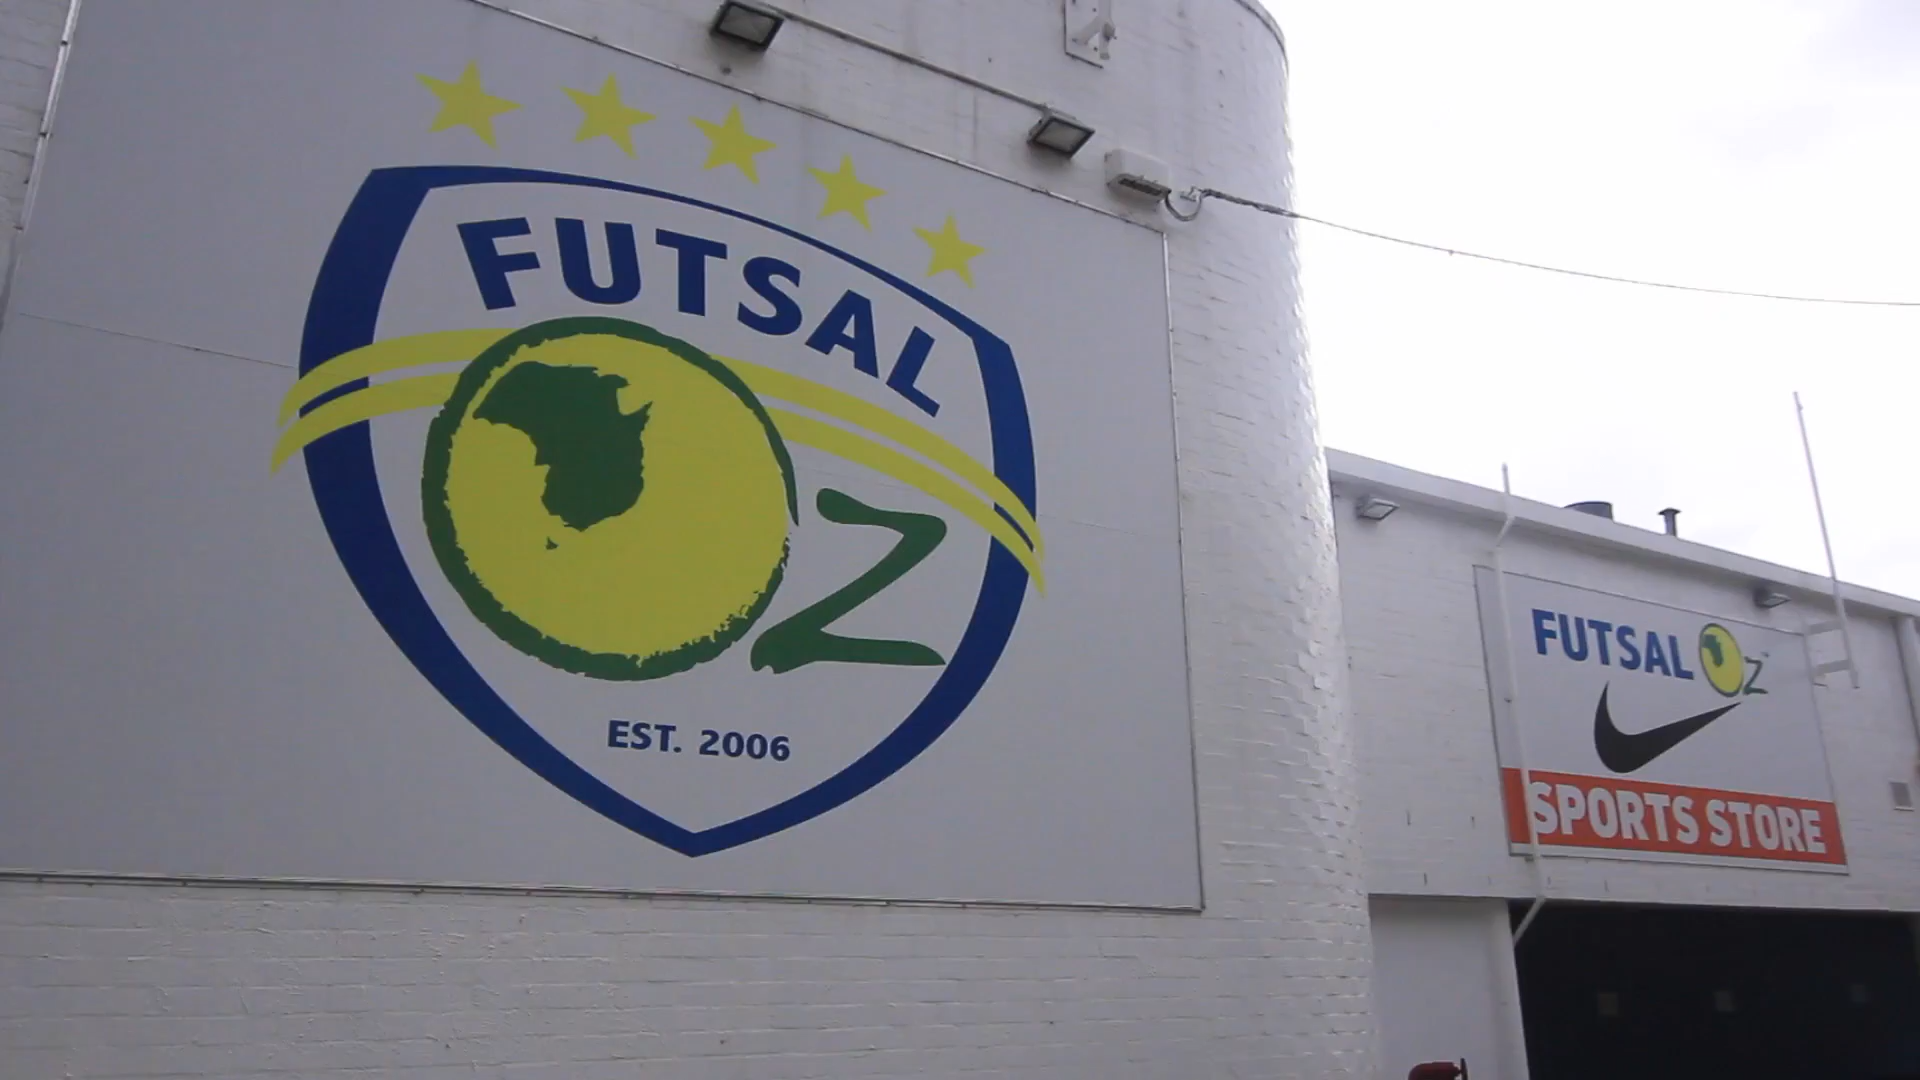 FUTSAL
OZ
EST. 2006
FUTSAL OZ
SPORTS STORE